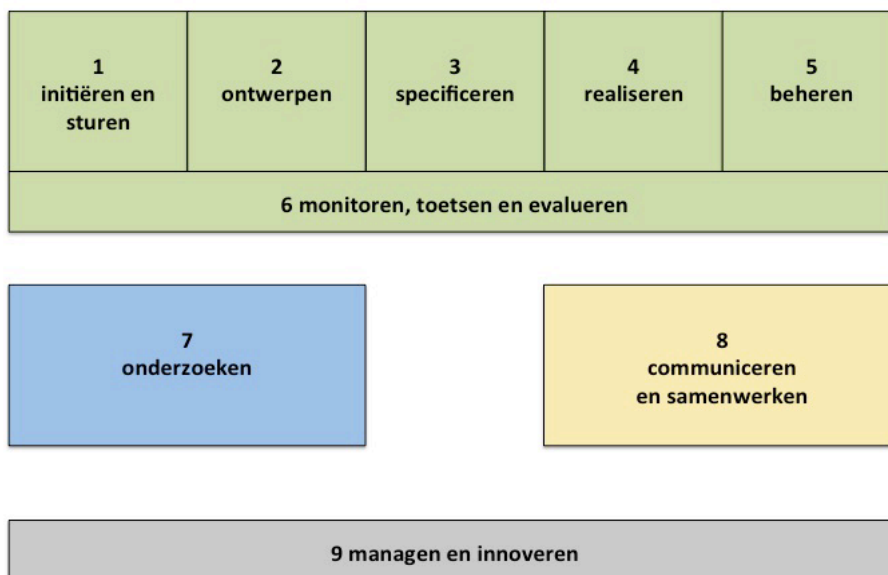 1
initiëren en
sturen
2
ontwerpen
3
specificeren
4
realiseren
5
beheren
6 monitoren, toetsen en evalueren
7
onderzoeken
8
communiceren
en samenwerken
9 managen en innoveren